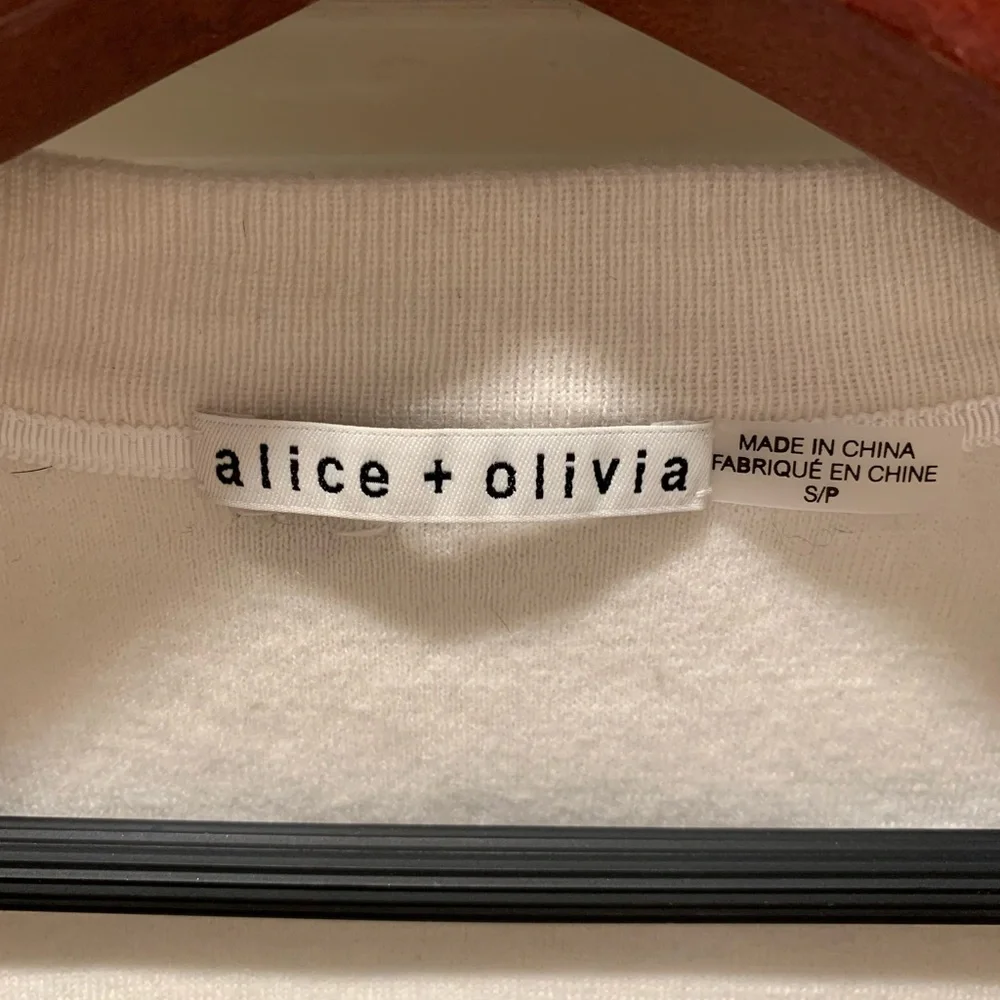 alice + olivia
MADE IN CHINA
FABRIQUÉ EN CHINE
S/P